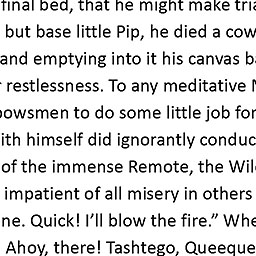 final bed, that he might make tria
but base little Pip, he died a cow
and emptying into it his canvas b
restlessness. To any meditative
bowsmen to do some little job for
ith himself did ignorantly conduc
of the immense Remote, the Wil
impatient of all misery in others
ne. Quick! I’ll blow the fire.” Whe
Ahoy, there! Tashtego, Queeque